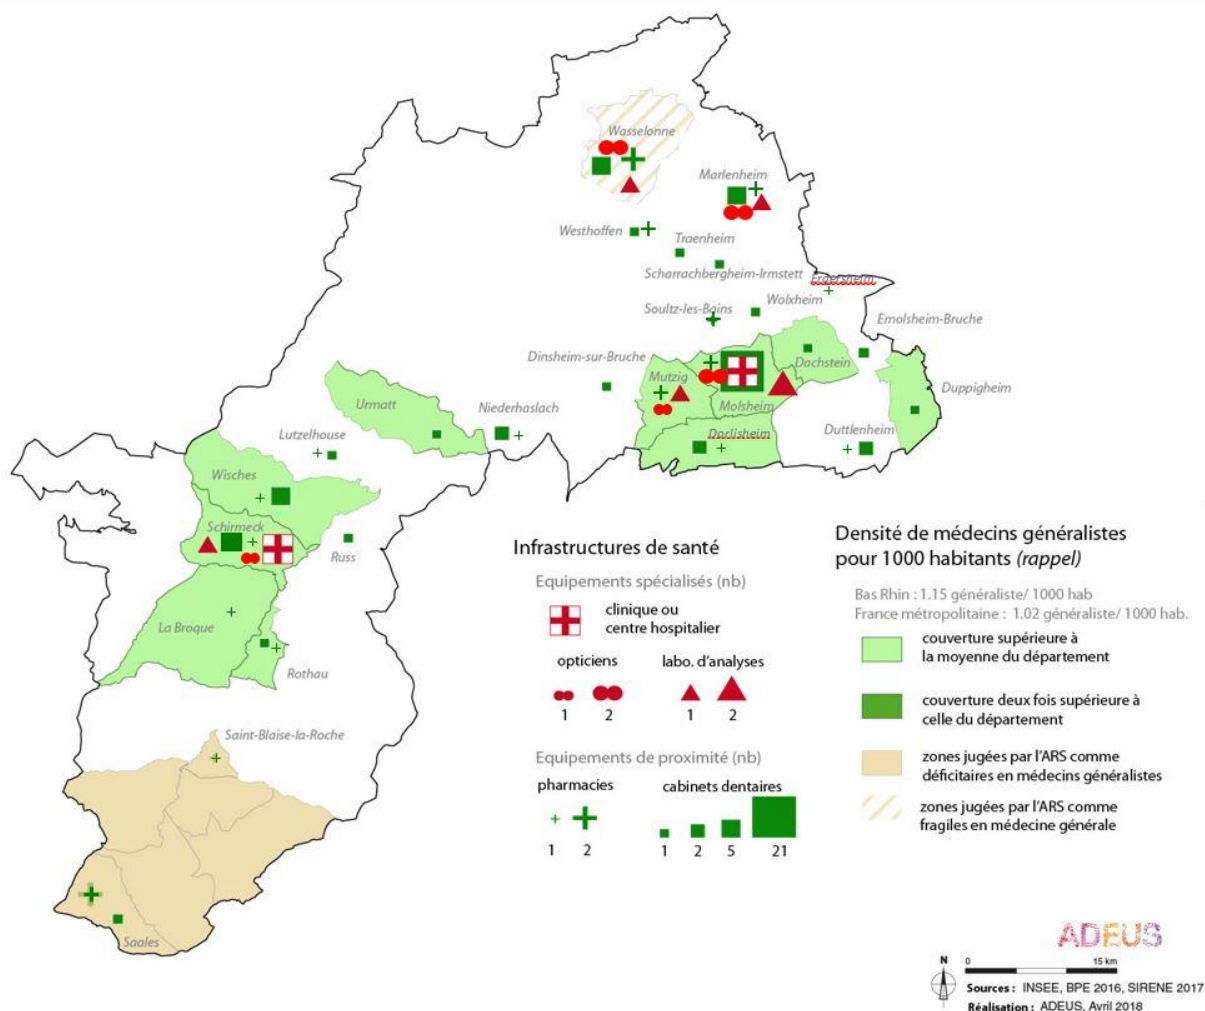 Wasselonne
Marlenheim
Westhoffen
Traenheim
Scharrachbergheim-Irmstett
Ergersheim
Wolxheim
Soultz-les-Bains
Emolsheim-Bruche
Dinsheim-sur-Bruche
Dachstein
Mutzig
Duppigheim
Molsheim
Urmatt
Niederhaslach
Dorlisheim
Duttlenheim
Lutzelhouse
Wisches
Schirmeck
Russ
La Broque
Rothau
Saint-Blaise-la-Roche
Saales
Infrastructures de santé
Equipements spécialisés (nb)
clinique ou
centre hospitalier
opticiens
labo. d'analyses
1 2
1 2
Equipements de proximité (nb)
pharmacies
cabinets dentaires
1 2
1 2 5 21
Densité de médecins généralistes
pour 1000 habitants (rappel)
Bas Rhin : 1.15 généraliste/ 1000 hab
France métropolitaine : 1.02 généraliste/ 1000 hab.
couverture supérieure à
la moyenne du département
couverture deux fois supérieure à
celle du département
zones jugées par l'ARS comme
déficitaires en médecins généralistes
zones jugées par l'ARS comme
fragiles en médecine générale
ADEUS
N
0 15 km
Sources : INSEE, BPE 2016, SIRENE 2017
Réalisation : ADEUS, Avril 2018